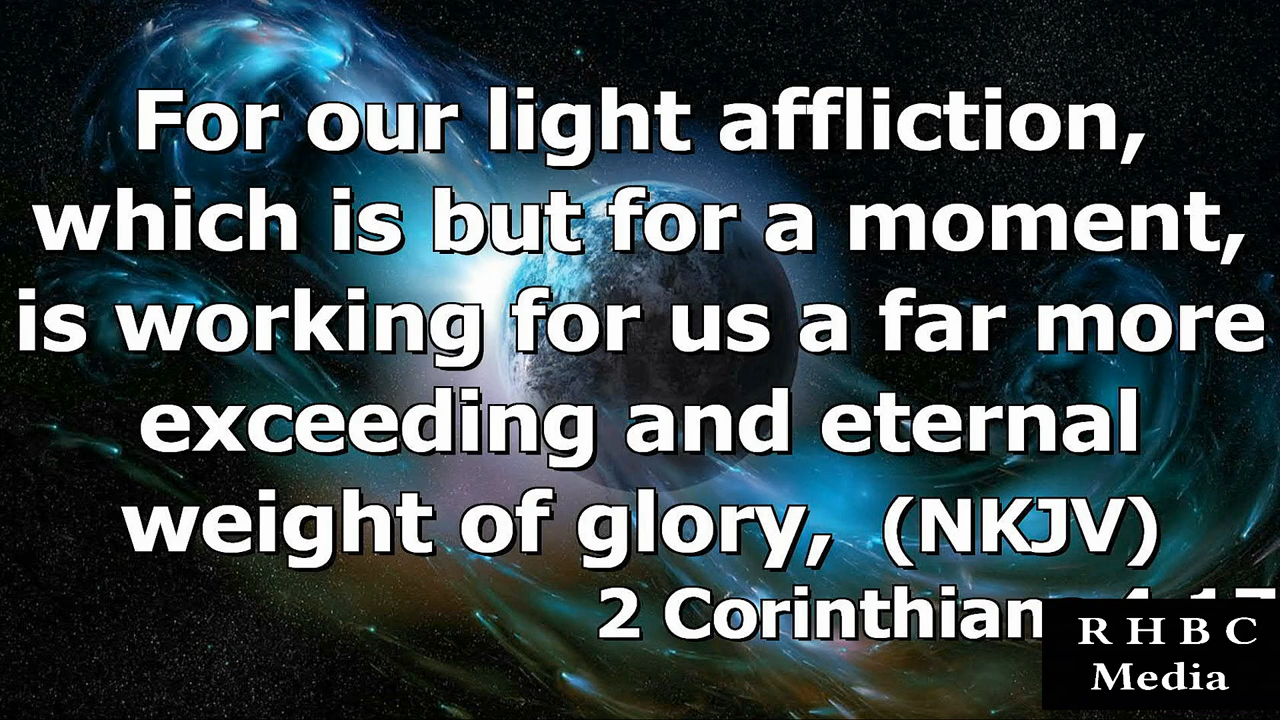 For our light affliction,
which is but for a moment,
is working for us a far more
exceeding and eternal
weight of glory, (NKJV)
2 Corinthian
R H B C
Media